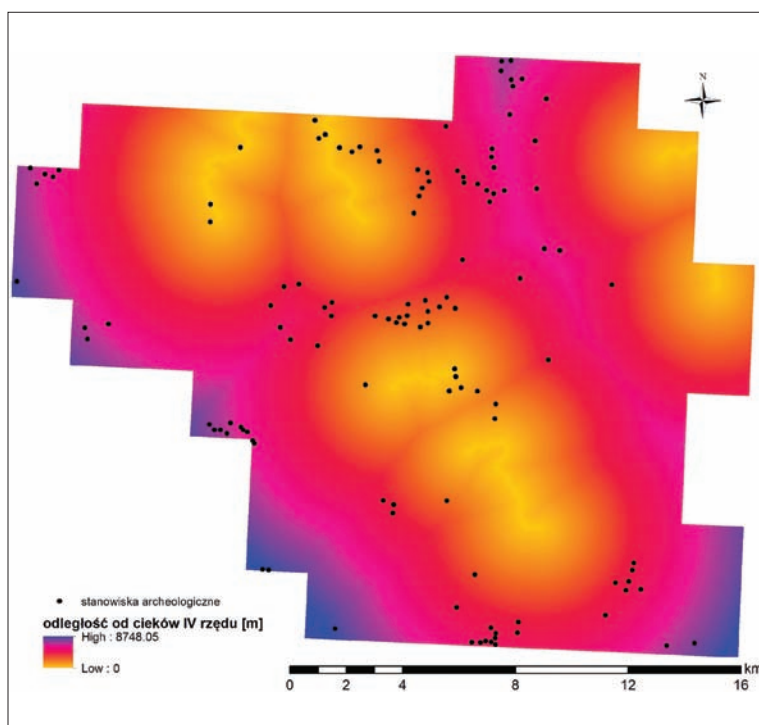 N
stanowiska archeologiczne
odległość od cieków IV rzędu [m]
High : 8748.05
Low : 0
km
0 2 4 8 12 16